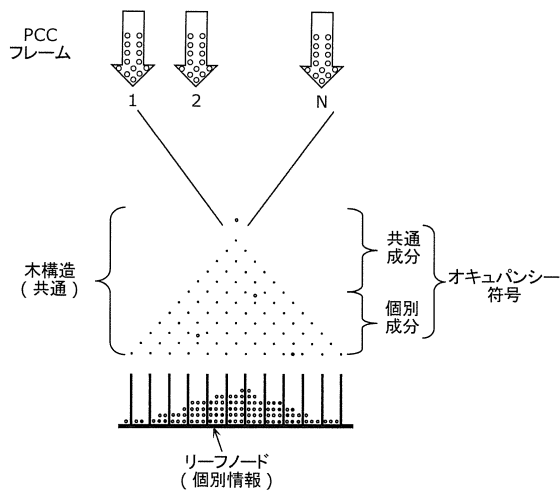 PCC
フレーム
1
2
N
木構造
(共通)
共通
成分
個別
成分
オキュパンシー
符号
リーフノード
(個別情報)